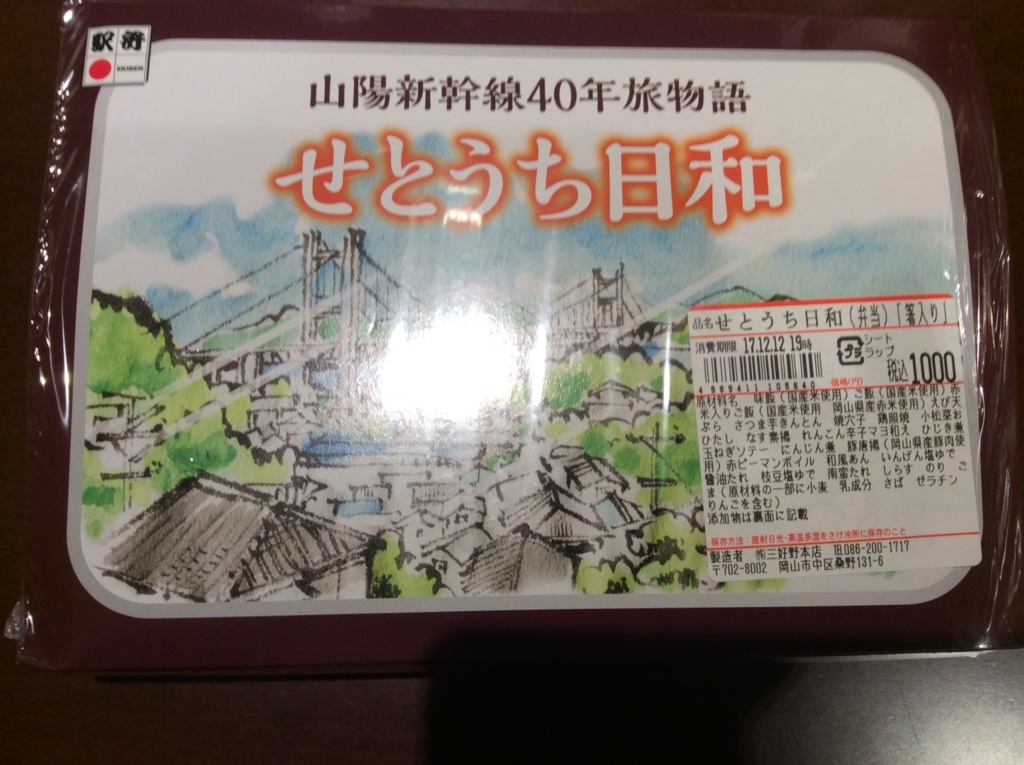 駅弁
EKIBEN
山陽新幹線40年旅物語
せとうち日和
品名 せとうち日和(弁当)「箸入り」
消費期限 17.12.12 19時
プラ
シート
ラップ
価格(円)
税込1000
原材料名 味飯(国産米使用)ご飯(国産米使用)赤
米入りご飯(国産米使用 岡山県産赤米使用)えび天
ぷら さつま芋きんとん 焼穴子 鶏照焼 小松菜お
ひたし なす素揚 れんこん辛子マヨ和え ひじき煮
玉ねぎソテー にんじん煮 豚唐揚(岡山県産豚肉使
用)赤ピーマンボイル 和風あん いんげん塩ゆで
醤油たれ 枝豆塩ゆで 南蛮たれ しらす のり ご
ま(原材料の一部に小麦 乳成分 さば ゼラチン
りんごを含む)
添加物は裏面に記載
保存方法:直射日光・高温多湿をさけ冷所に保存のこと
製造者 ㈱三好野本店 ℡086-200-1717
〒702-8002 岡山市中区桑野131-6